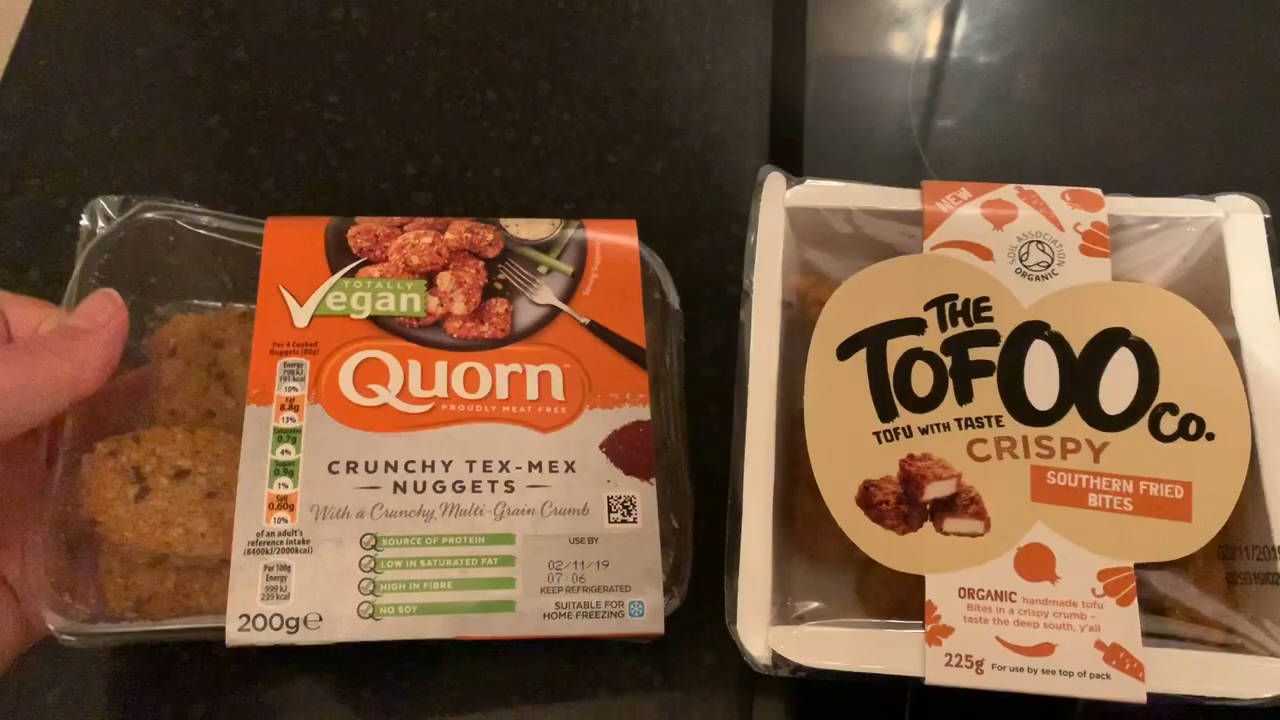 TOTALLY
Vegan
Quorn™
PROUDLY MEAT FREE
CRUNCHY TEX-MEX
NUGGETS
With a Crunchy Multi-Grain Crumb
SOURCE OF PROTEIN
LOW IN SATURATED FAT
HIGH IN FIBRE
NO SOY
USE BY
02/11/19
07:06
KEEP REFRIGERATED
SUITABLE FOR
HOME FREEZING
200g℮
Per 4 Cooked
Nuggets (80g)
Energy
191 kcal
10%
Fat
8.8g
13%
Saturates
0.7g
4%
Sugars
0.5g
1%
Salt
0.60g
10%
of an adult's
reference intake
(8400kJ/2000kcal)
Per 100g
Energy
999 kJ
239 kcal
NEW
SOIL ASSOCIATION
ORGANIC
THE
TOFOO
Co.
TOFU WITH TASTE
CRISPY
SOUTHERN FRIED
BITES
ORGANIC handmade tofu
Bites in a crispy crumb –
taste the deep south, y'all
225g For use by see top of pack